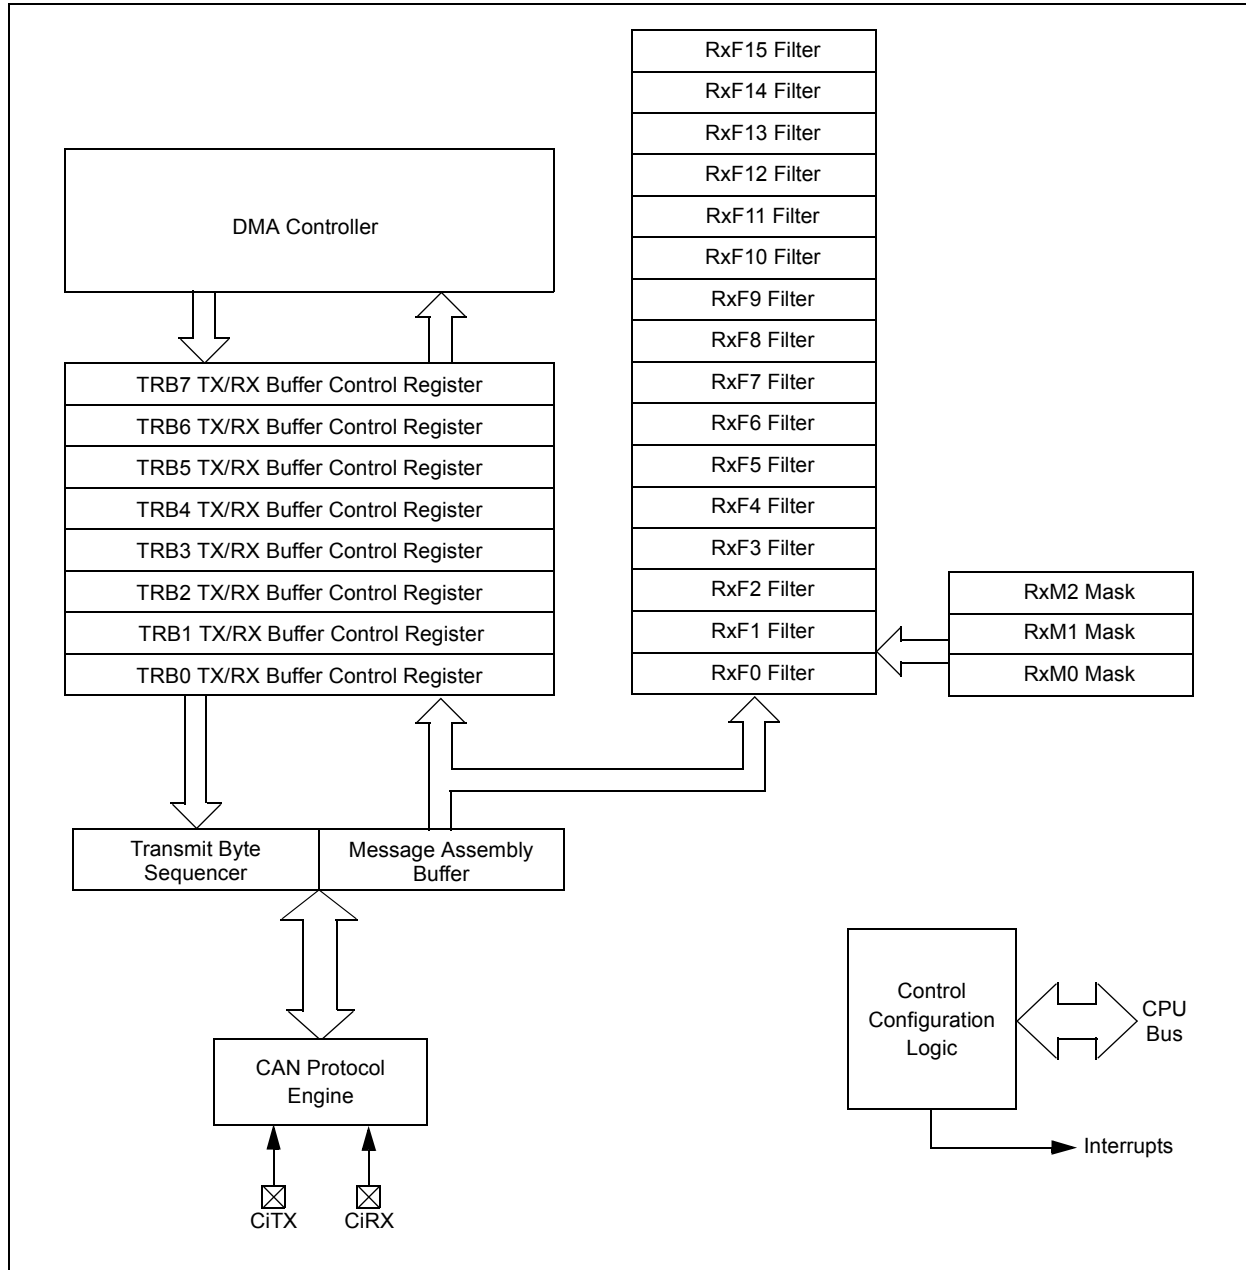 RxF15 Filter
RxF14 Filter
RxF13 Filter
RxF12 Filter
RxF11 Filter
RxF10 Filter
RxF9 Filter
RxF8 Filter
RxF7 Filter
RxF6 Filter
RxF5 Filter
RxF4 Filter
RxF3 Filter
RxF2 Filter
RxF1 Filter
RxF0 Filter
DMA Controller
TRB7 TX/RX Buffer Control Register
TRB6 TX/RX Buffer Control Register
TRB5 TX/RX Buffer Control Register
TRB4 TX/RX Buffer Control Register
TRB3 TX/RX Buffer Control Register
TRB2 TX/RX Buffer Control Register
TRB1 TX/RX Buffer Control Register
TRB0 TX/RX Buffer Control Register
RxM2 Mask
RxM1 Mask
RxM0 Mask
Transmit Byte
Sequencer
Message Assembly
Buffer
CAN Protocol
Engine
CiTX
CiRX
Control
Configuration
Logic
CPU
Bus
Interrupts